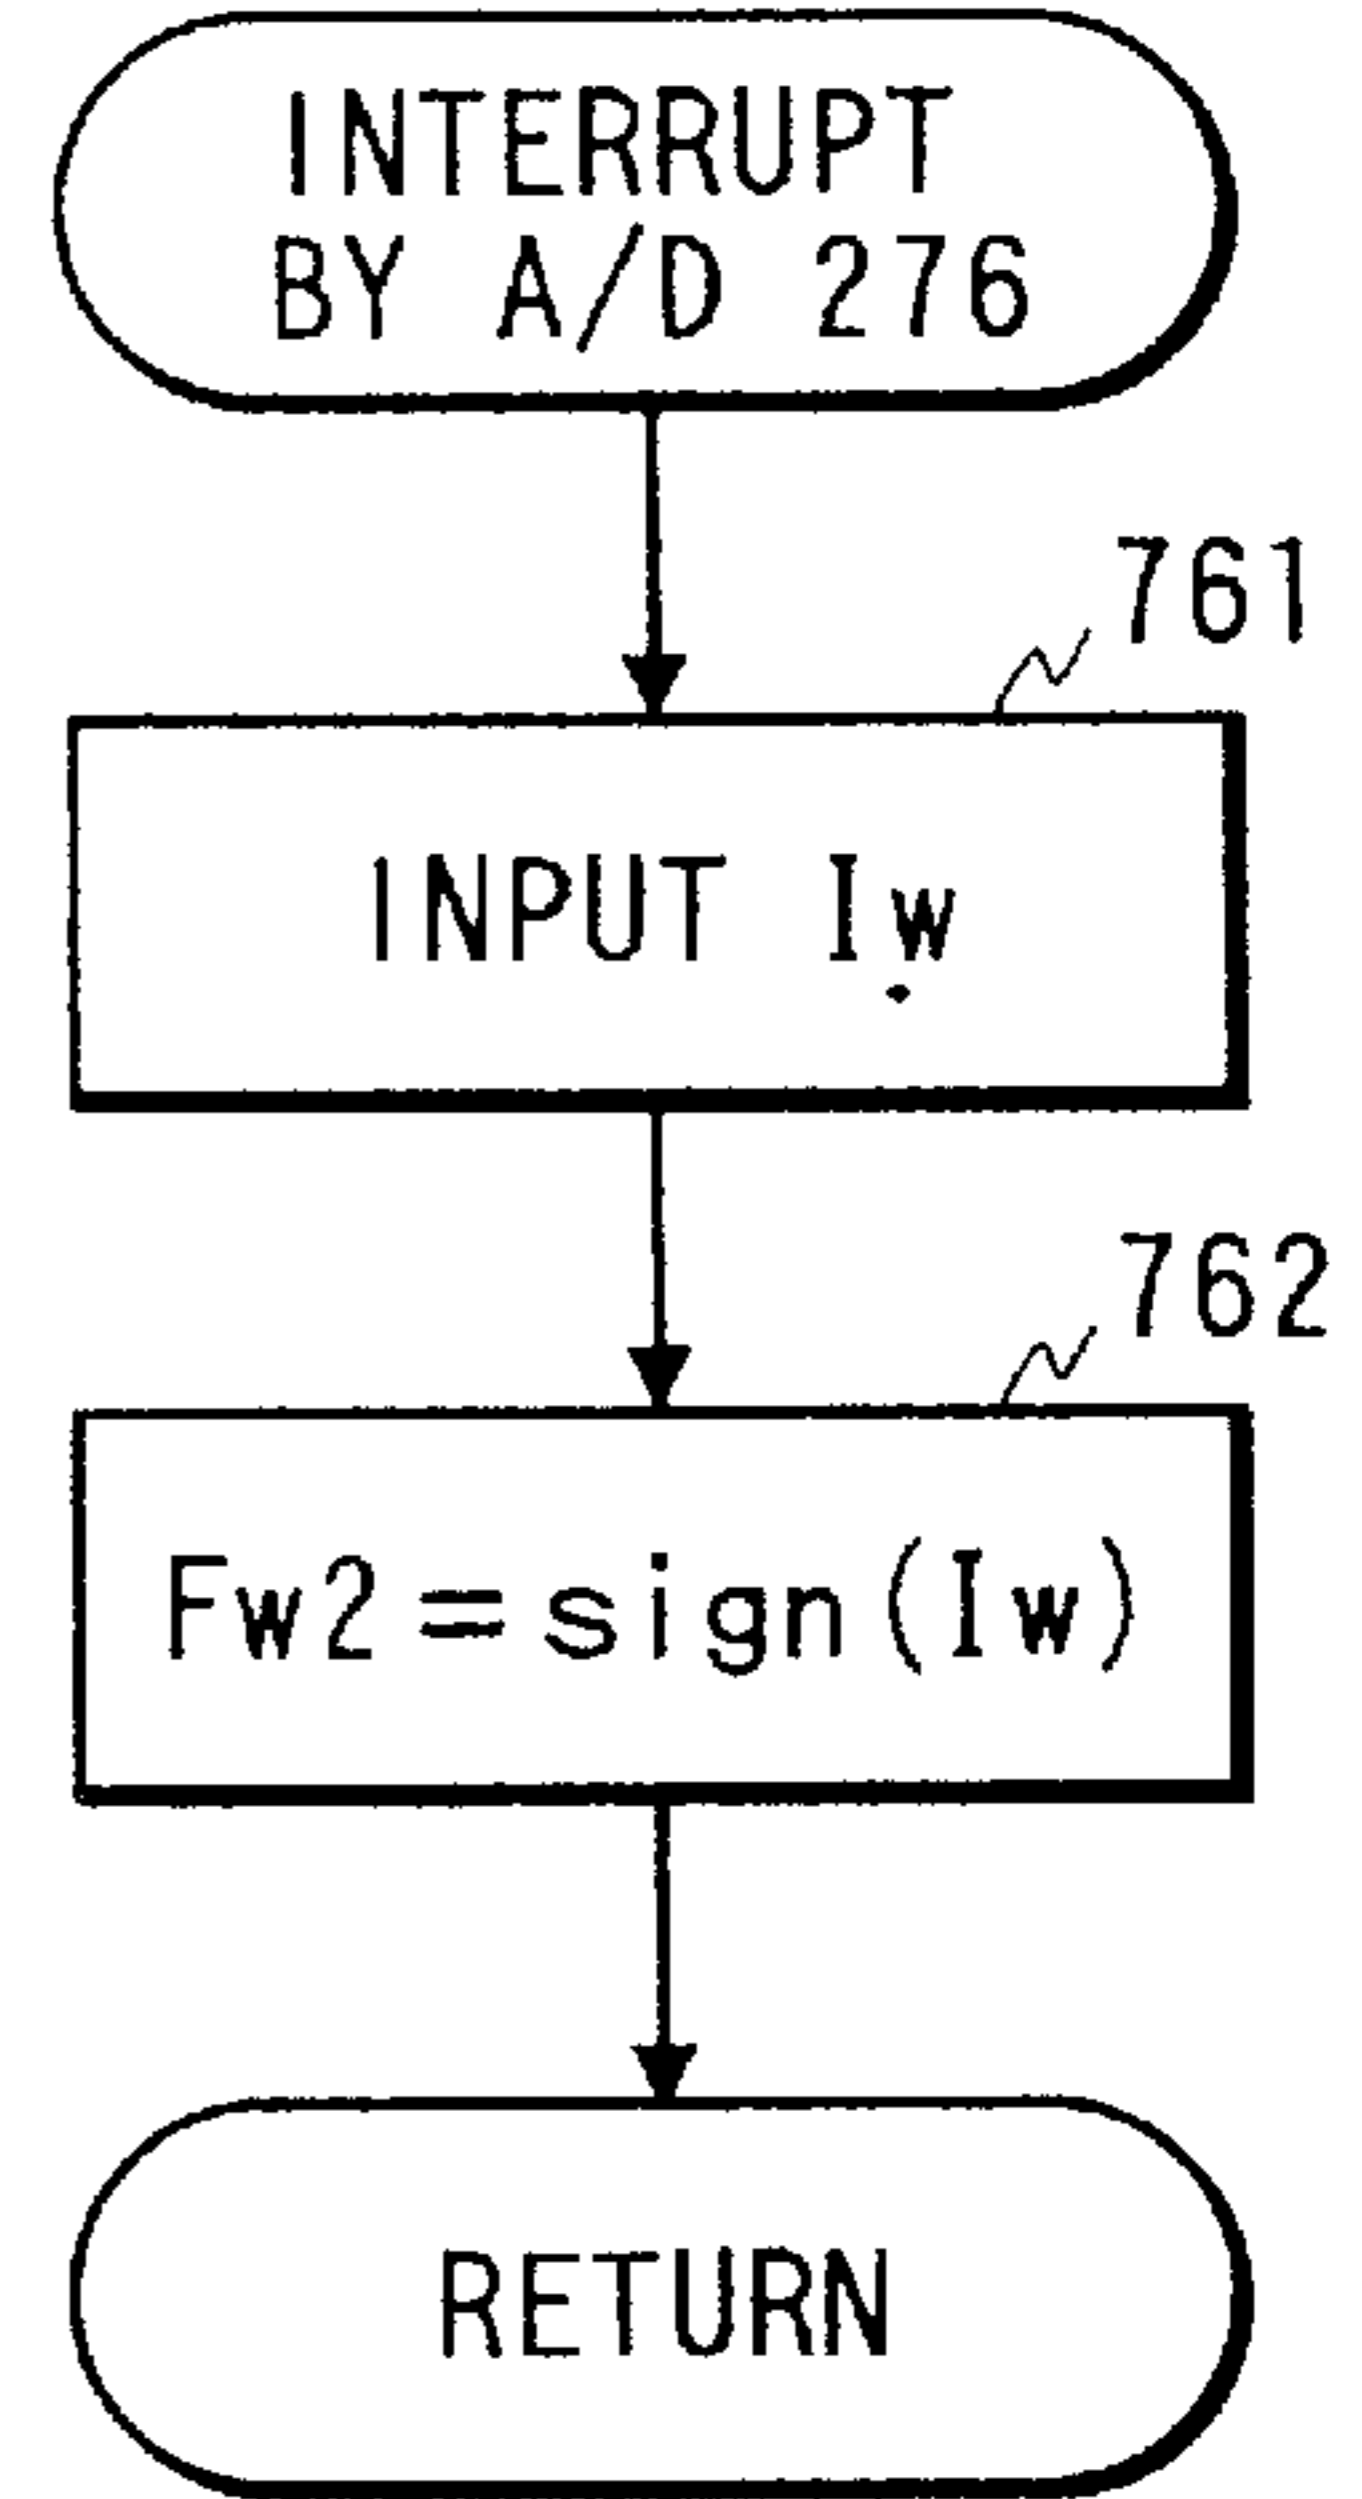 INTERRUPT
BY A/D 276
761
INPUT Iw
762
Fw2=sign(Iw)
RETURN